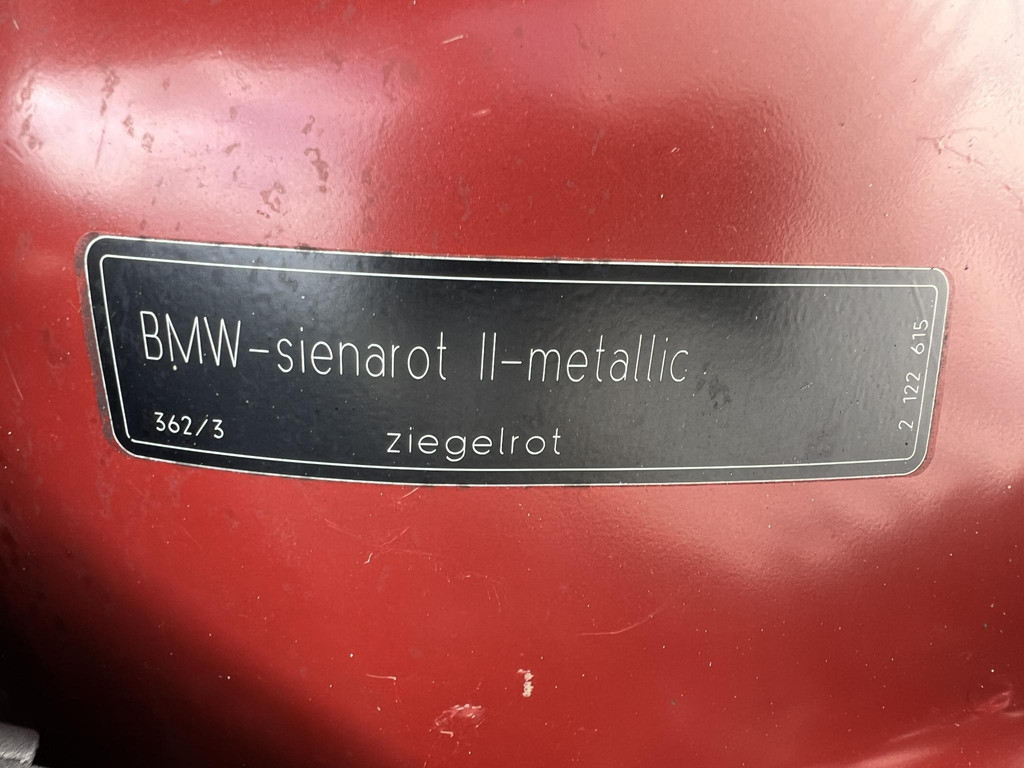 BMW-sienarot II-metallic
362/3
ziegelrot
2 122 615